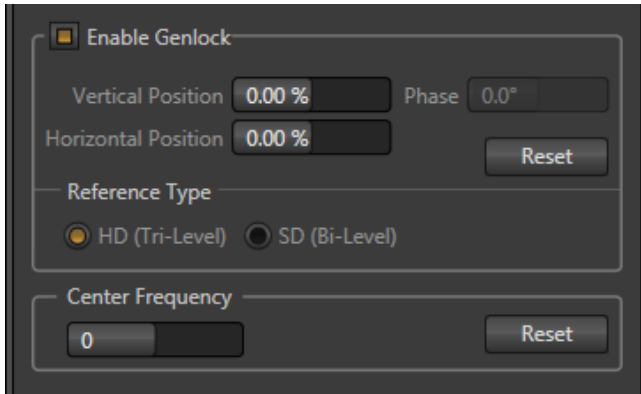 Enable Genlock
Vertical Position 0.00 % Phase 0.0°
Horizontal Position 0.00 %
Reset
Reference Type
HD (Tri-Level) SD (Bi-Level)
Center Frequency
0 Reset